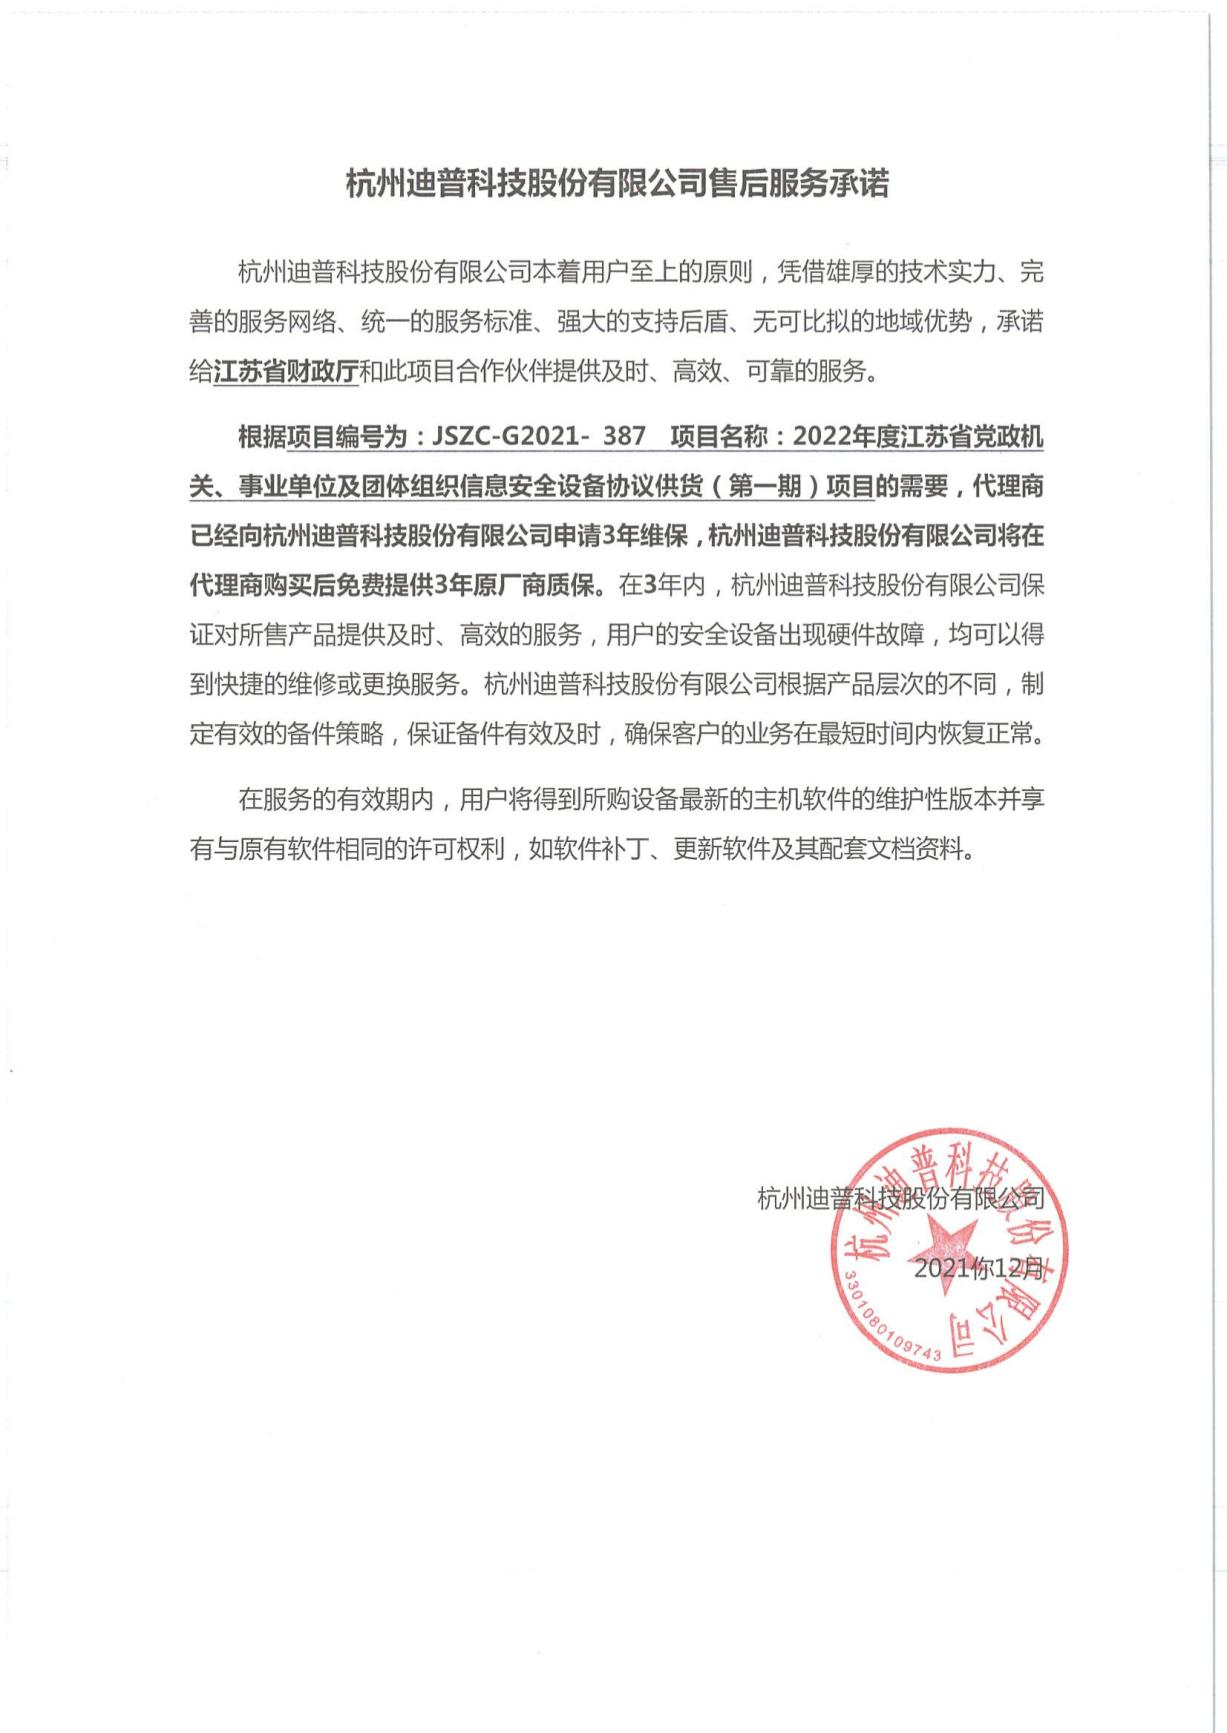 杭州迪普科技股份有限公司售后服务承诺
杭州迪普科技股份有限公司本着用户至上的原则，凭借雄厚的技术实力、完
善的服务网络、统一的服务标准、强大的支持后盾、无可比拟的地域优势，承诺
给江苏省财政厅和此项目合作伙伴提供及时、高效、可靠的服务。
根据项目编号为：JSZC-G2021- 387 项目名称：2022年度江苏省党政机
关、事业单位及团体组织信息安全设备协议供货（第一期）项目的需要，代理商
已经向杭州迪普科技股份有限公司申请3年维保，杭州迪普科技股份有限公司将在
代理商购买后免费提供3年原厂商质保。在3年内，杭州迪普科技股份有限公司保
证对所售产品提供及时、高效的服务，用户的安全设备出现硬件故障，均可以得
到快捷的维修或更换服务。杭州迪普科技股份有限公司根据产品层次的不同，制
定有效的备件策略，保证备件有效及时，确保客户的业务在最短时间内恢复正常。
在服务的有效期内，用户将得到所购设备最新的主机软件的维护性版本并享
有与原有软件相同的许可权利，如软件补丁、更新软件及其配套文档资料。
杭州迪普科技股份有限公司
2021你12月
杭州迪普科技股份有限公司
3301080109743